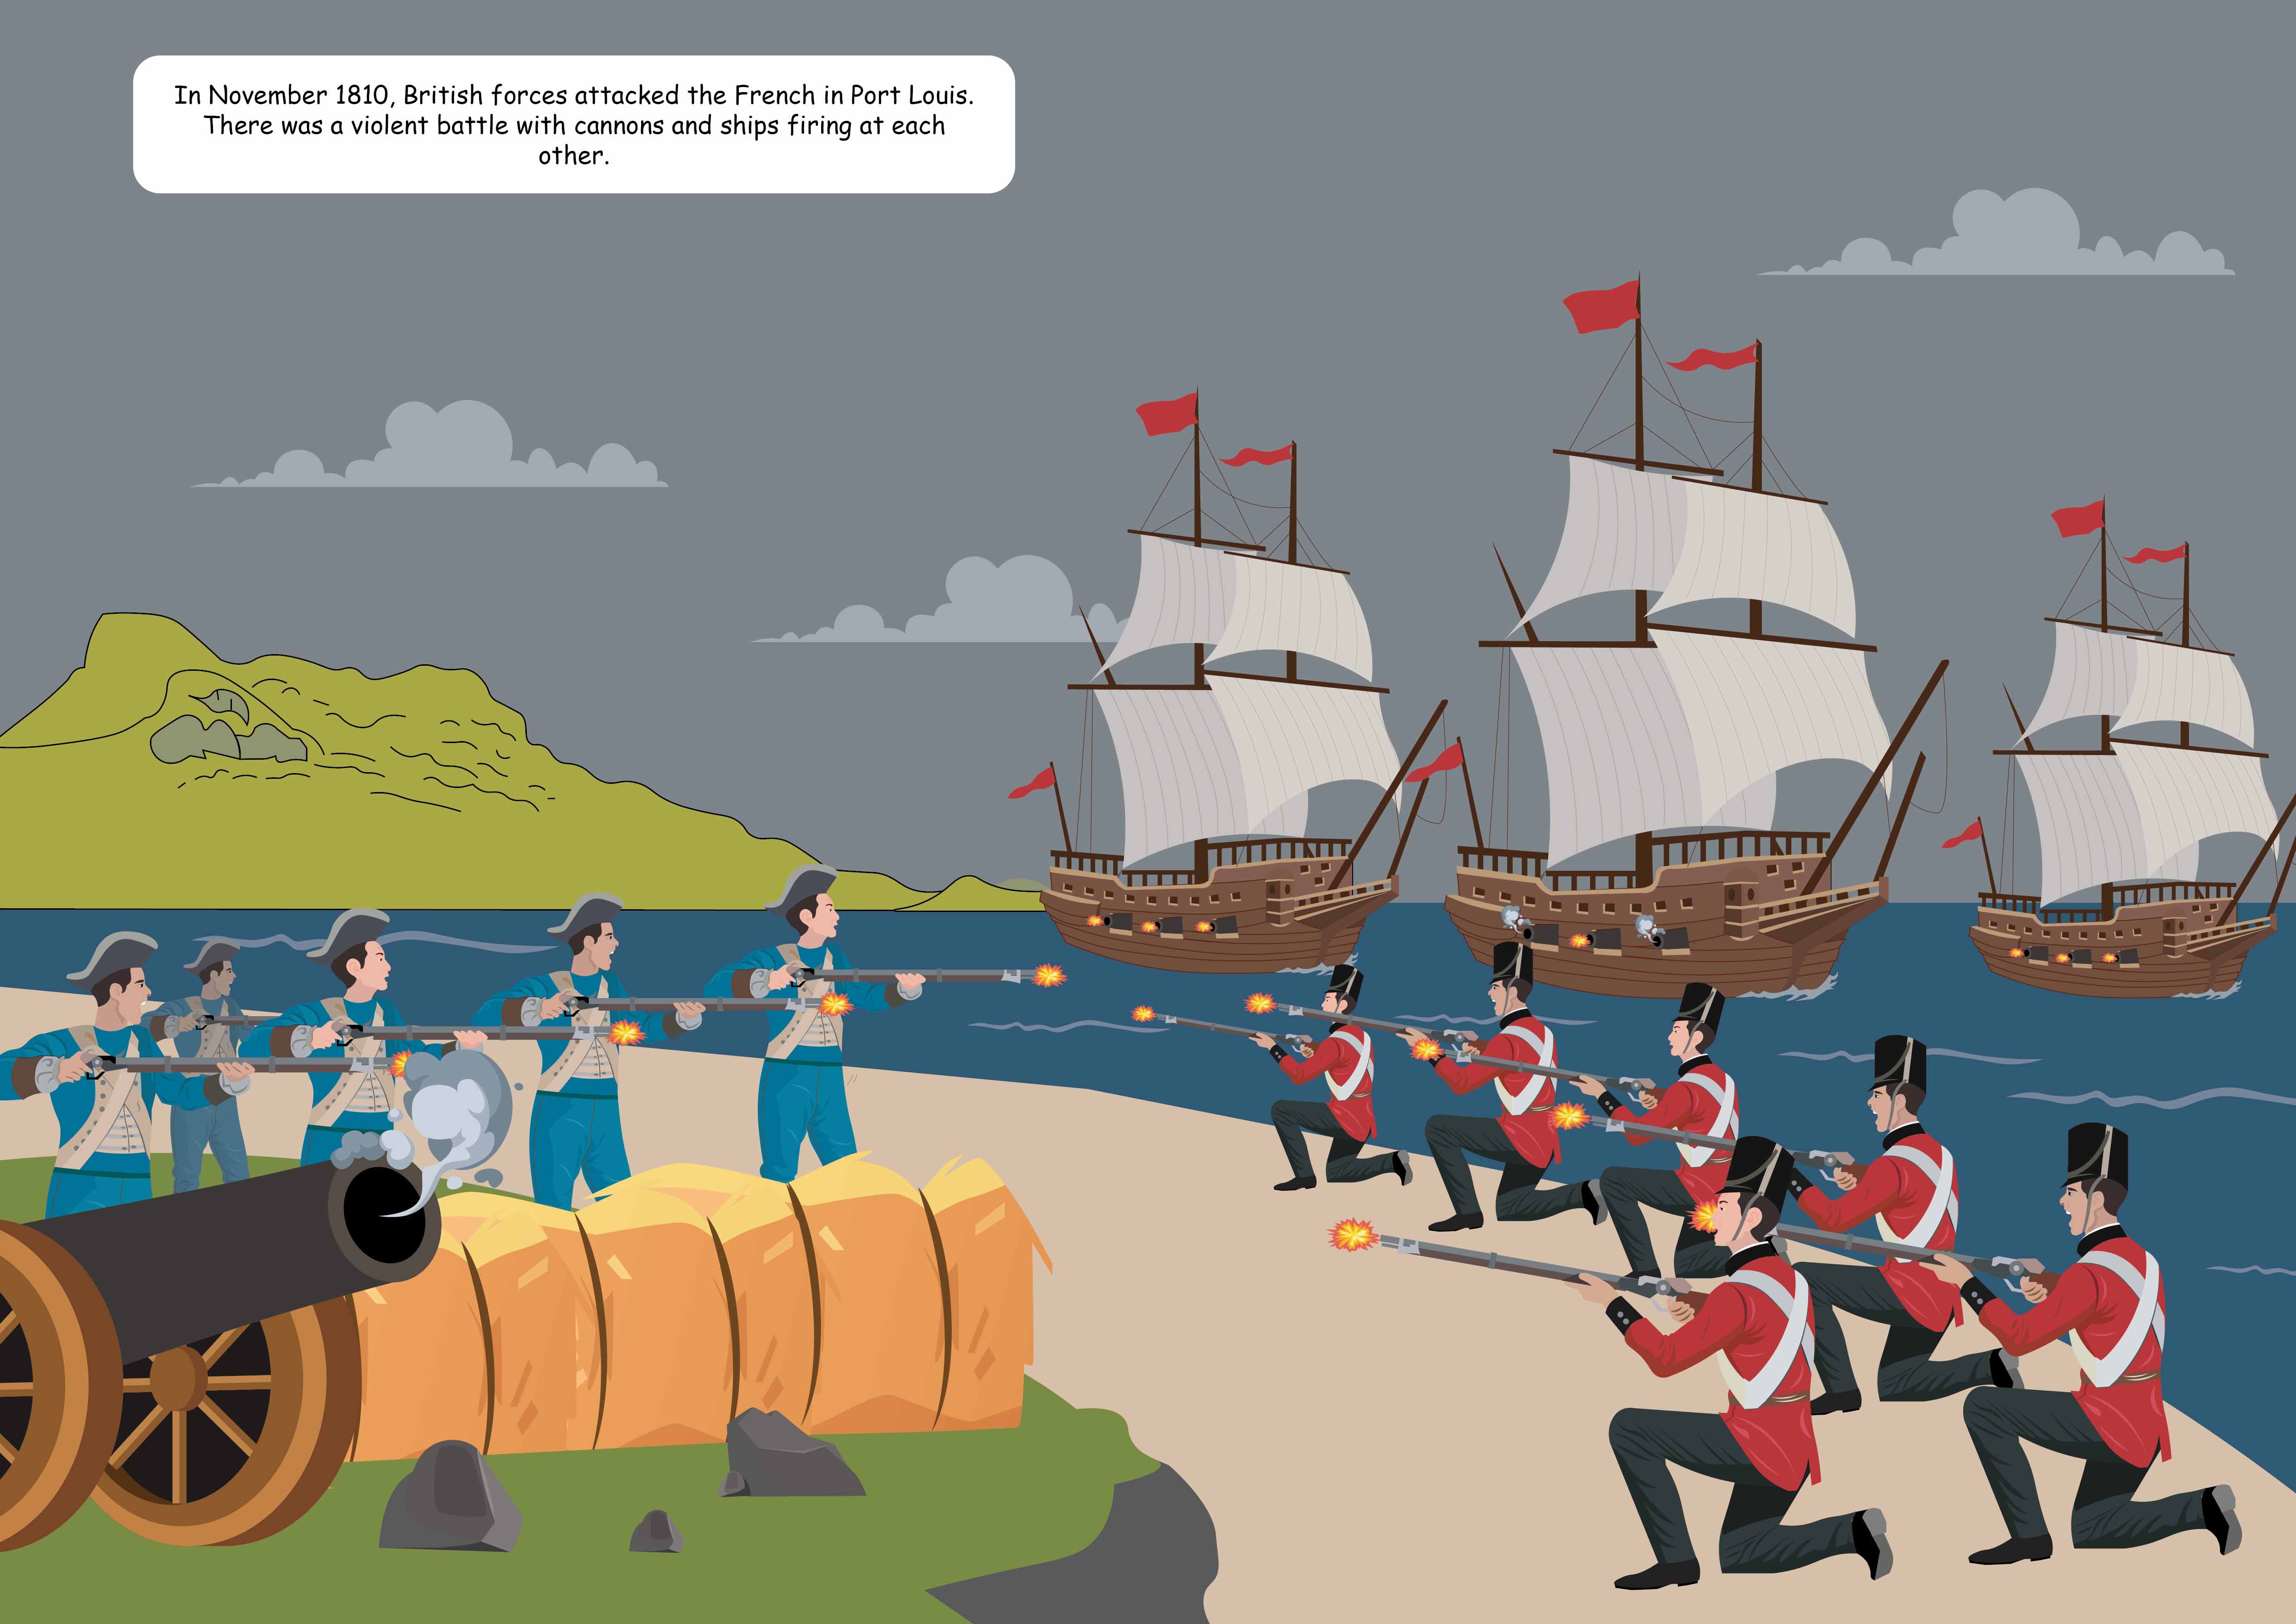 In November 1810, British forces attacked the French in Port Louis.
There was a violent battle with cannons and ships firing at each
other.